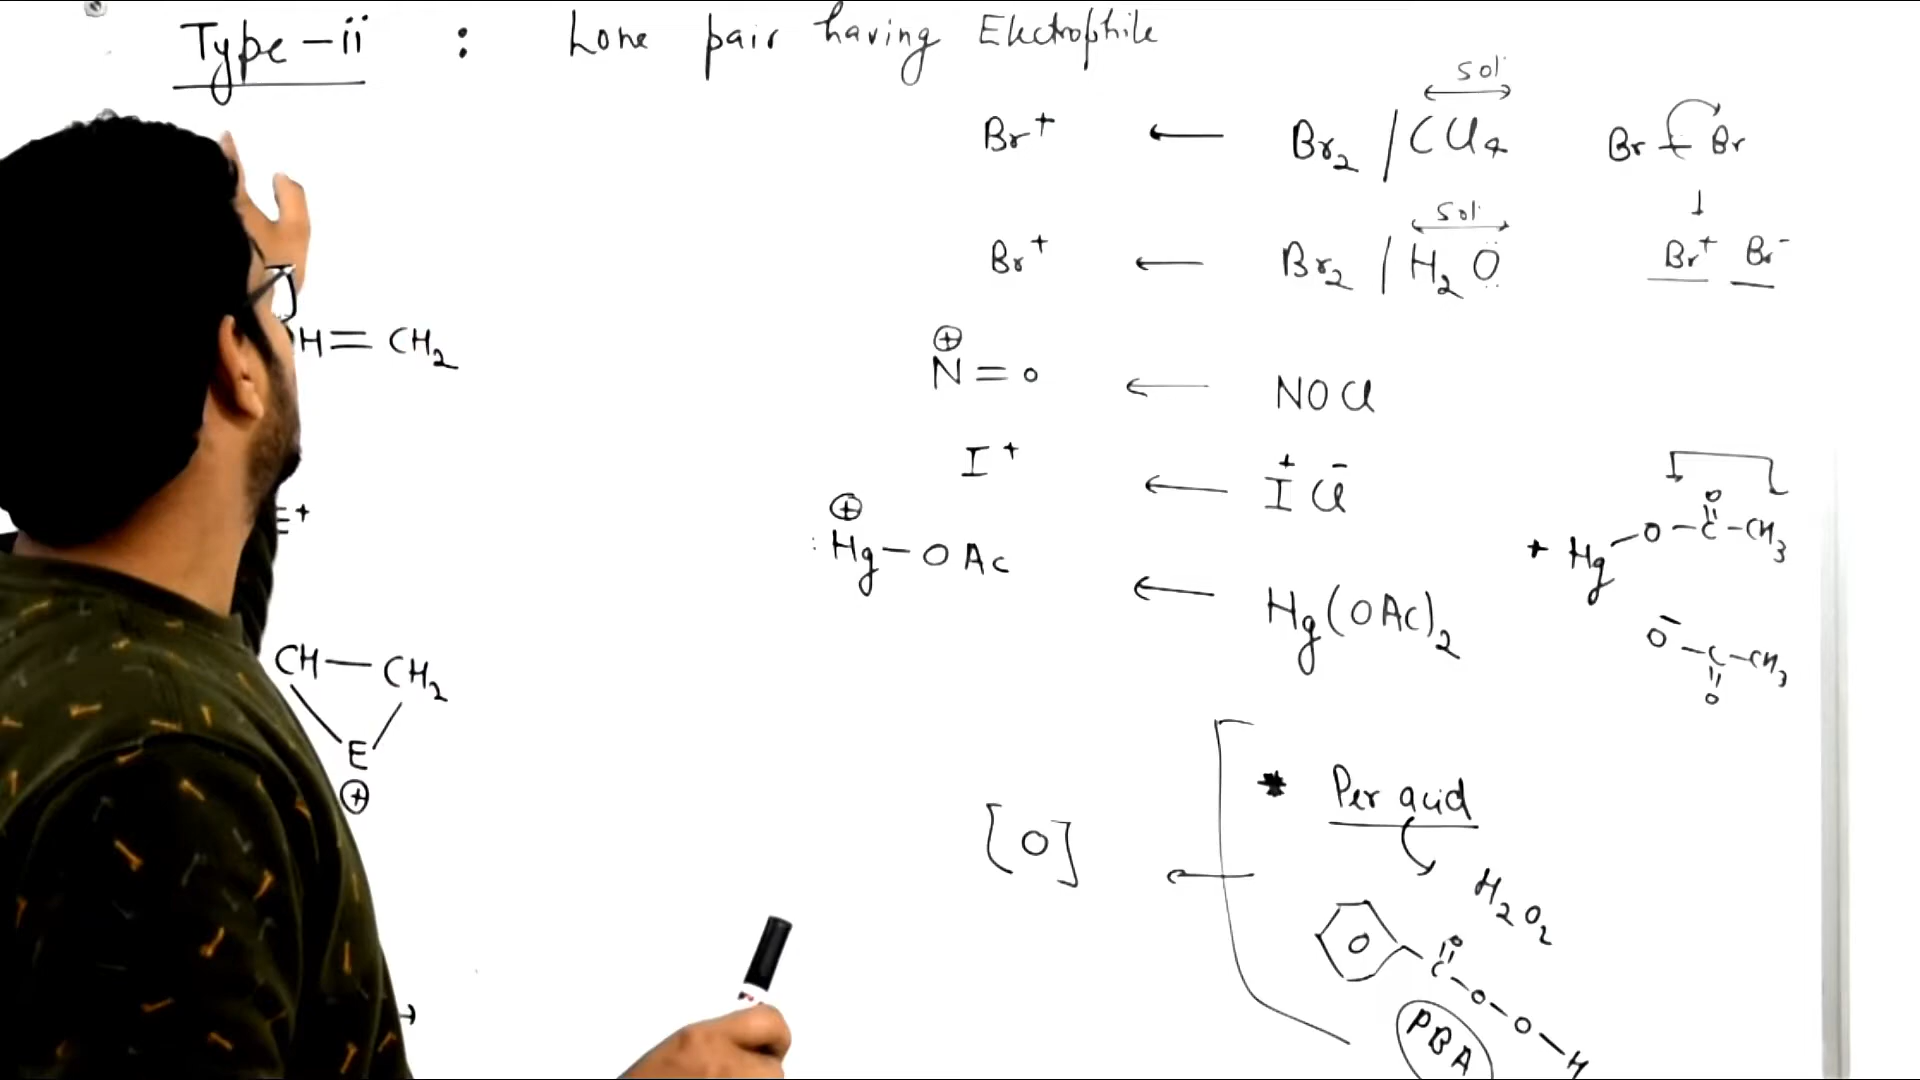 Type-ii : Lone pair having Electrophile
sol
Br⁺ ← Br₂ / CCl₄ Br – Br
↓
sol
Br⁺ ← Br₂ / H₂O Br⁺ Br⁻
⊕
N = O ← NOCl
H = CH₂
I⁺ ← I⁺ Cl⁻
E⁺
⊕
: Hg – OAc ← Hg(OAc)₂
+ Hg – O – C – CH₃
O
O⁻ – C – CH₃
O
CH – CH₂
E
⊕
* Per acid
[O] ←
H₂O₂
O
C – O – O – H
O
PBA